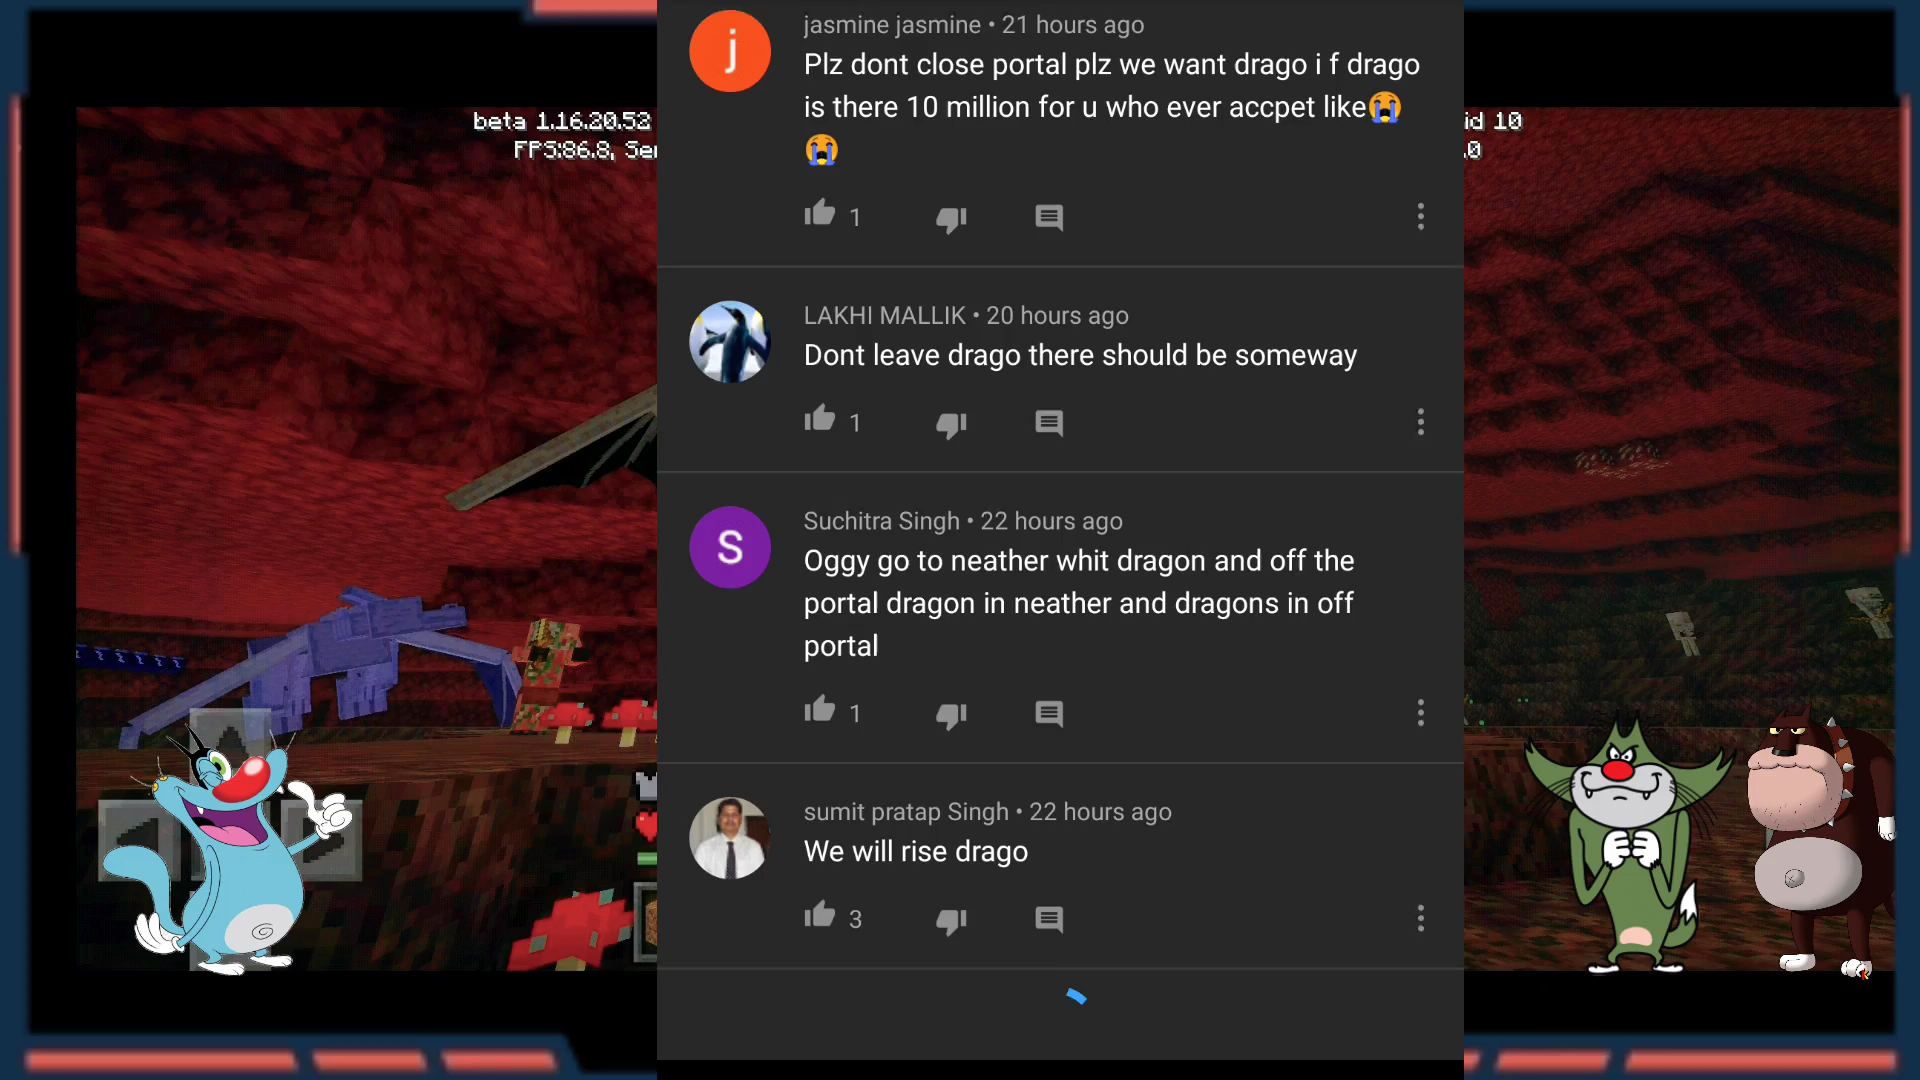 beta 1.16.20.52
FPS:86.8, Ser
id 10
.0
j
jasmine jasmine • 21 hours ago
Plz dont close portal plz we want drago i f drago
is there 10 million for u who ever accpet like😭
😭
1
LAKHI MALLIK • 20 hours ago
Dont leave drago there should be someway
1
S
Suchitra Singh • 22 hours ago
Oggy go to neather whit dragon and off the
portal dragon in neather and dragons in off
portal
1
sumit pratap Singh • 22 hours ago
We will rise drago
3